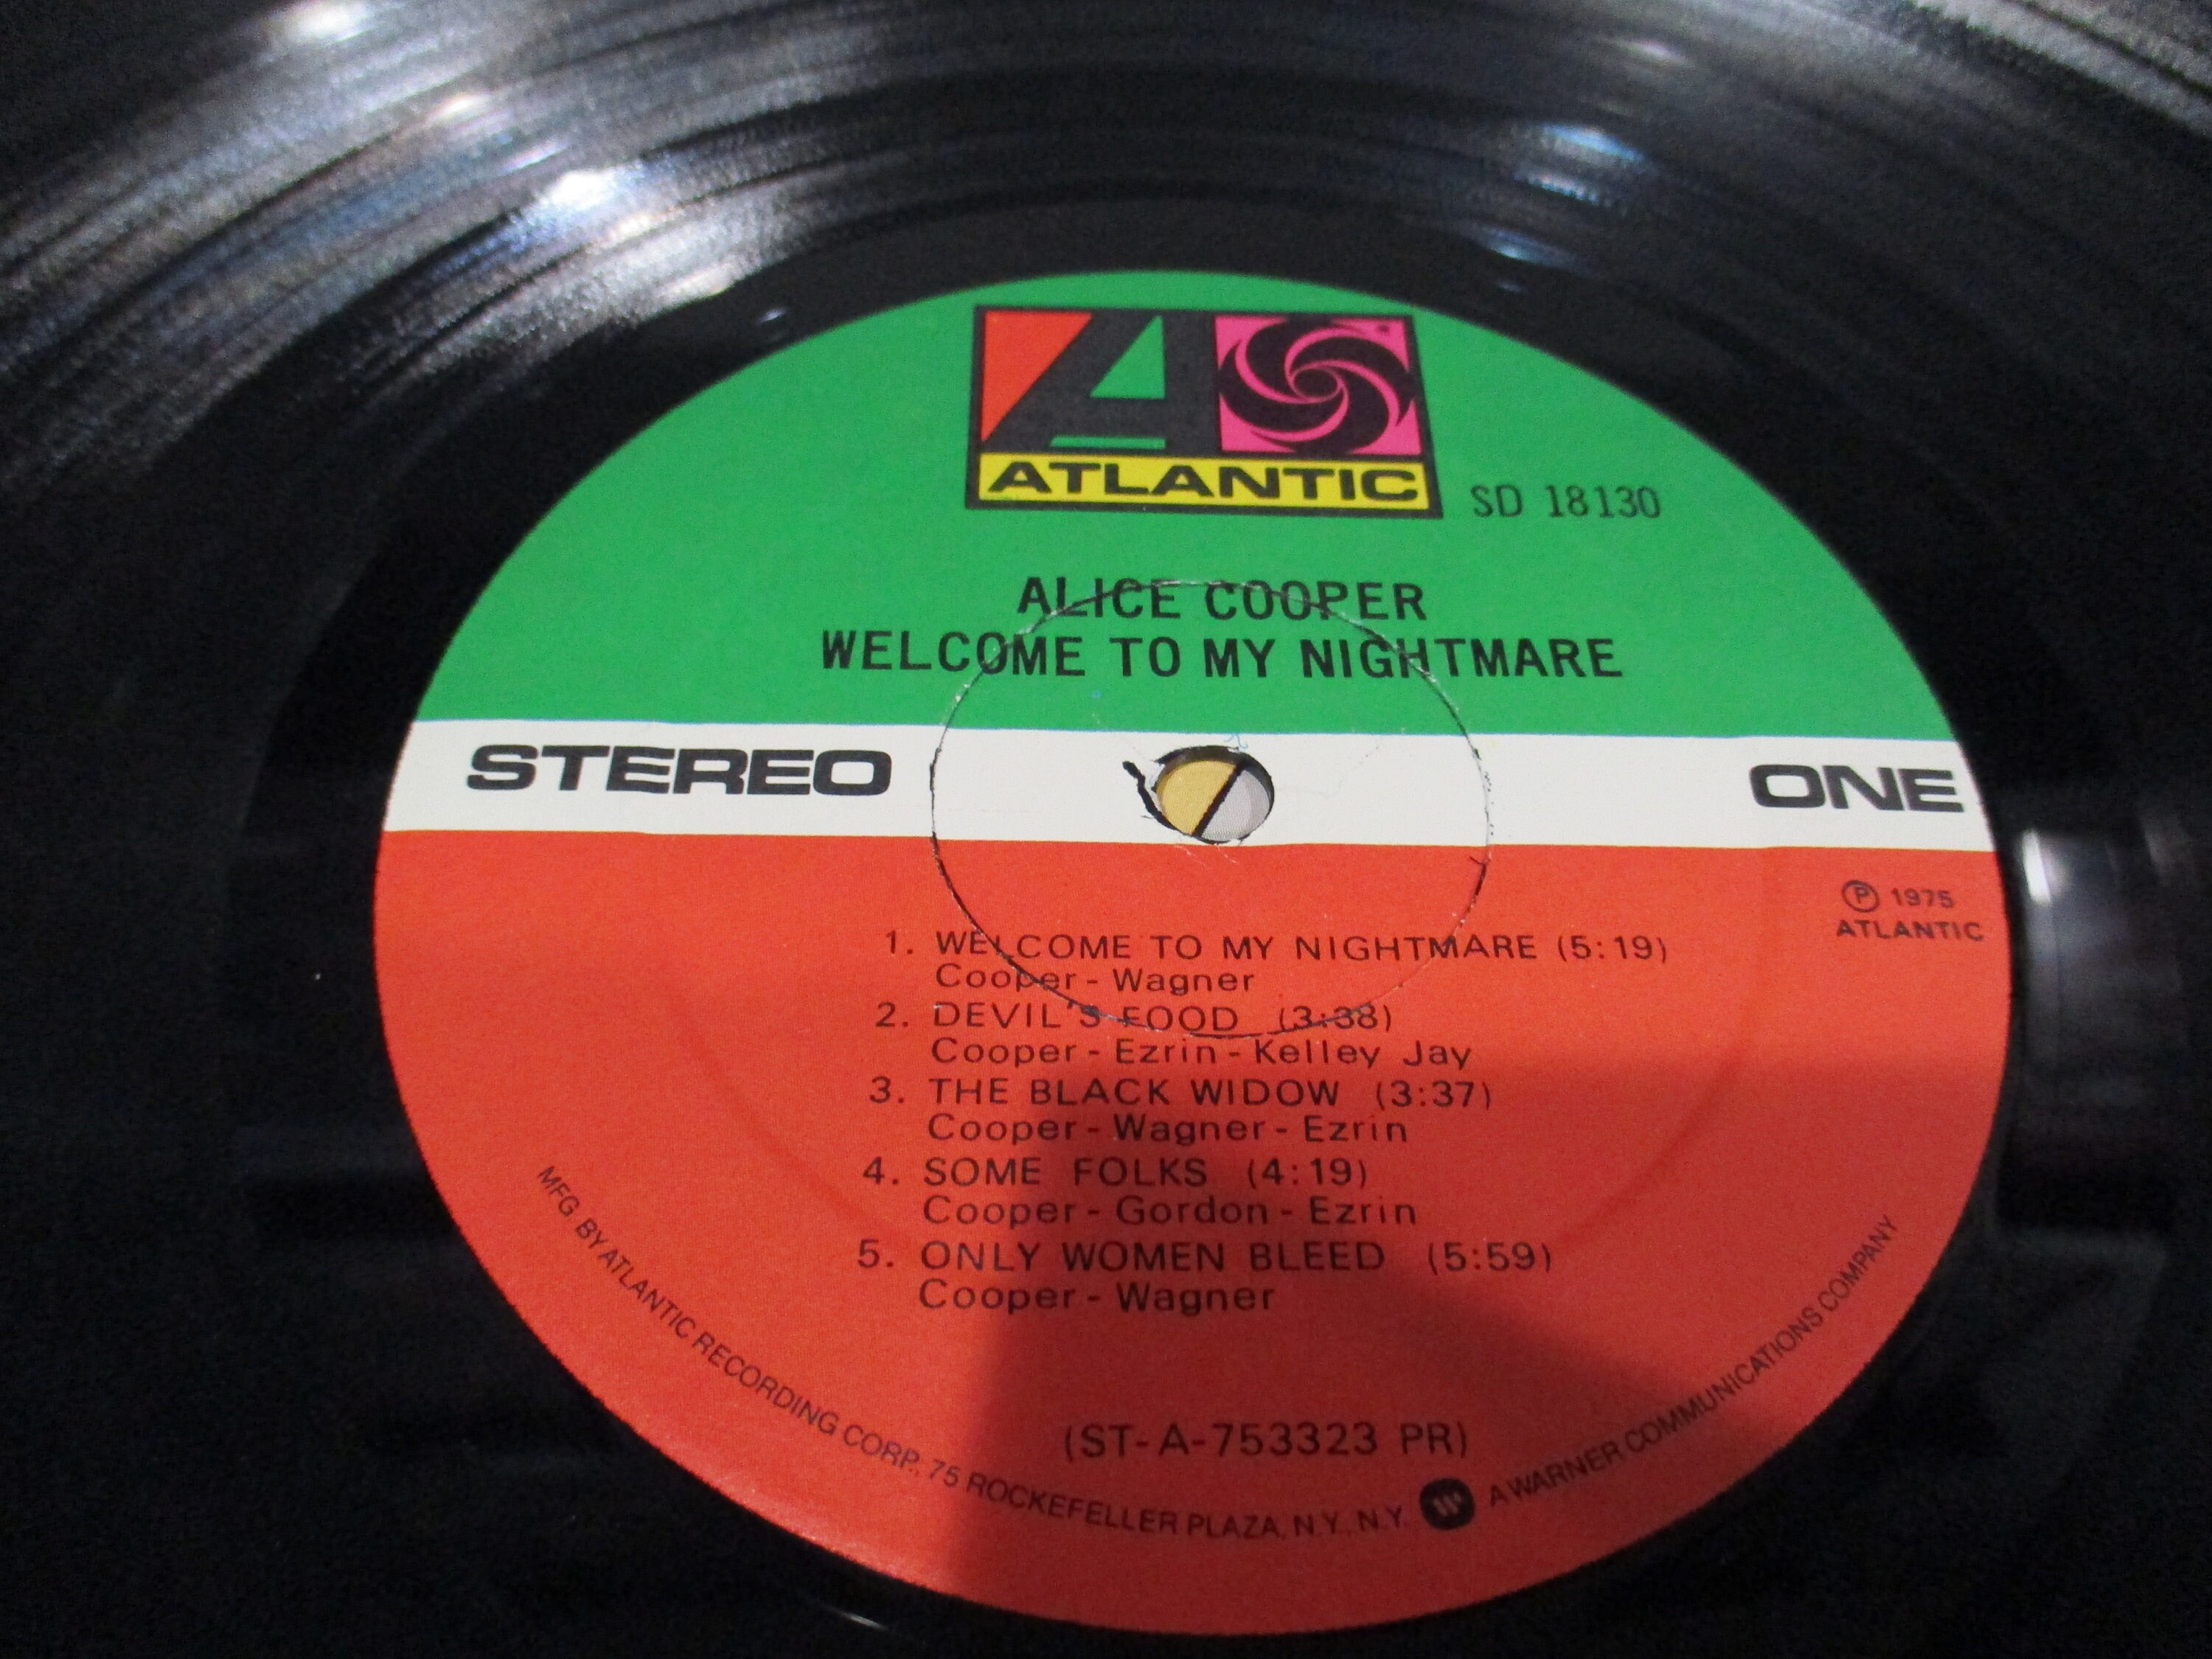 ATLANTIC
SD 18130
ALICE COOPER
WELCOME TO MY NIGHTMARE
STEREO
ONE
Ⓟ 1975
ATLANTIC
1. WELCOME TO MY NIGHTMARE (5:19)
Cooper - Wagner
2. DEVIL'S FOOD (3:38)
Cooper - Ezrin - Kelley Jay
3. THE BLACK WIDOW (3:37)
Cooper - Wagner - Ezrin
4. SOME FOLKS (4:19)
Cooper - Gordon - Ezrin
5. ONLY WOMEN BLEED (5:59)
Cooper - Wagner
(ST-A-753323 PR)
MFG. BY ATLANTIC RECORDING CORP., 75 ROCKEFELLER PLAZA, N.Y., N.Y. W A WARNER COMMUNICATIONS COMPANY